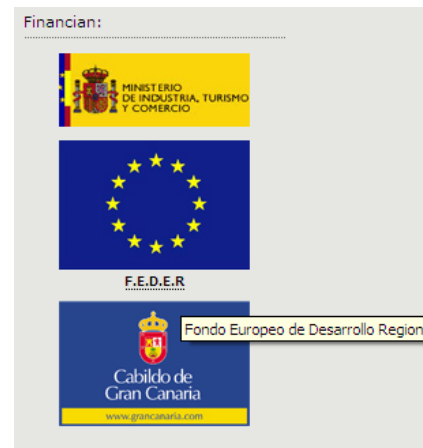 Financian:
MINISTERIO
DE INDUSTRIA, TURISMO
Y COMERCIO
F.E.D.E.R
Fondo Europeo de Desarrollo Region
Cabildo de
Gran Canaria
www.grancanaria.com